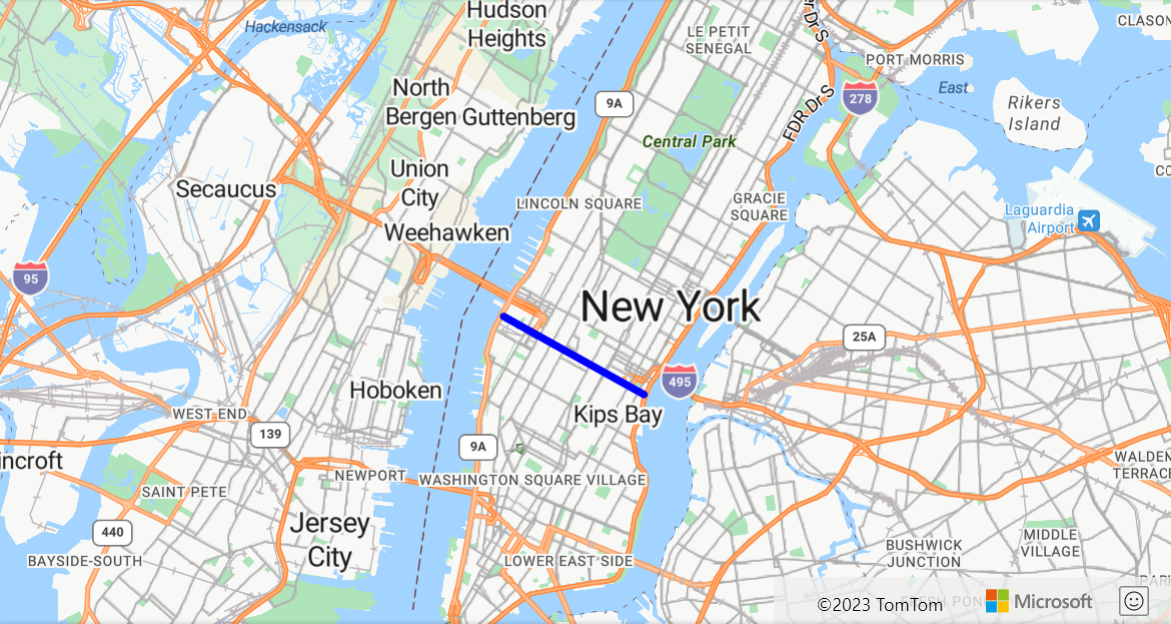 Hudson
Heights
Hackensack
LE PETIT
SENEGAL
er Dr S
CLASON
PORT MORRIS
North
Bergen
Guttenberg
9A
278
East
Rikers
Island
FDR Dr S
Central Park
Union
City
Secaucus
LINCOLN SQUARE
GRACIE
SQUARE
Weehawken
Laguardia
Airport
95
New York
25A
495
Hoboken
Kips Bay
WEST END
139
9A
incroft
NEWPORT
WASHINGTON SQUARE VILLAGE
WALDEN
TERRACE
SAINT PETE
Jersey
City
440
BAYSIDE-SOUTH
LOWER EAST SIDE
BUSHWICK
JUNCTION
MIDDLE
VILLAGE
©2023 TomTom
Microsoft